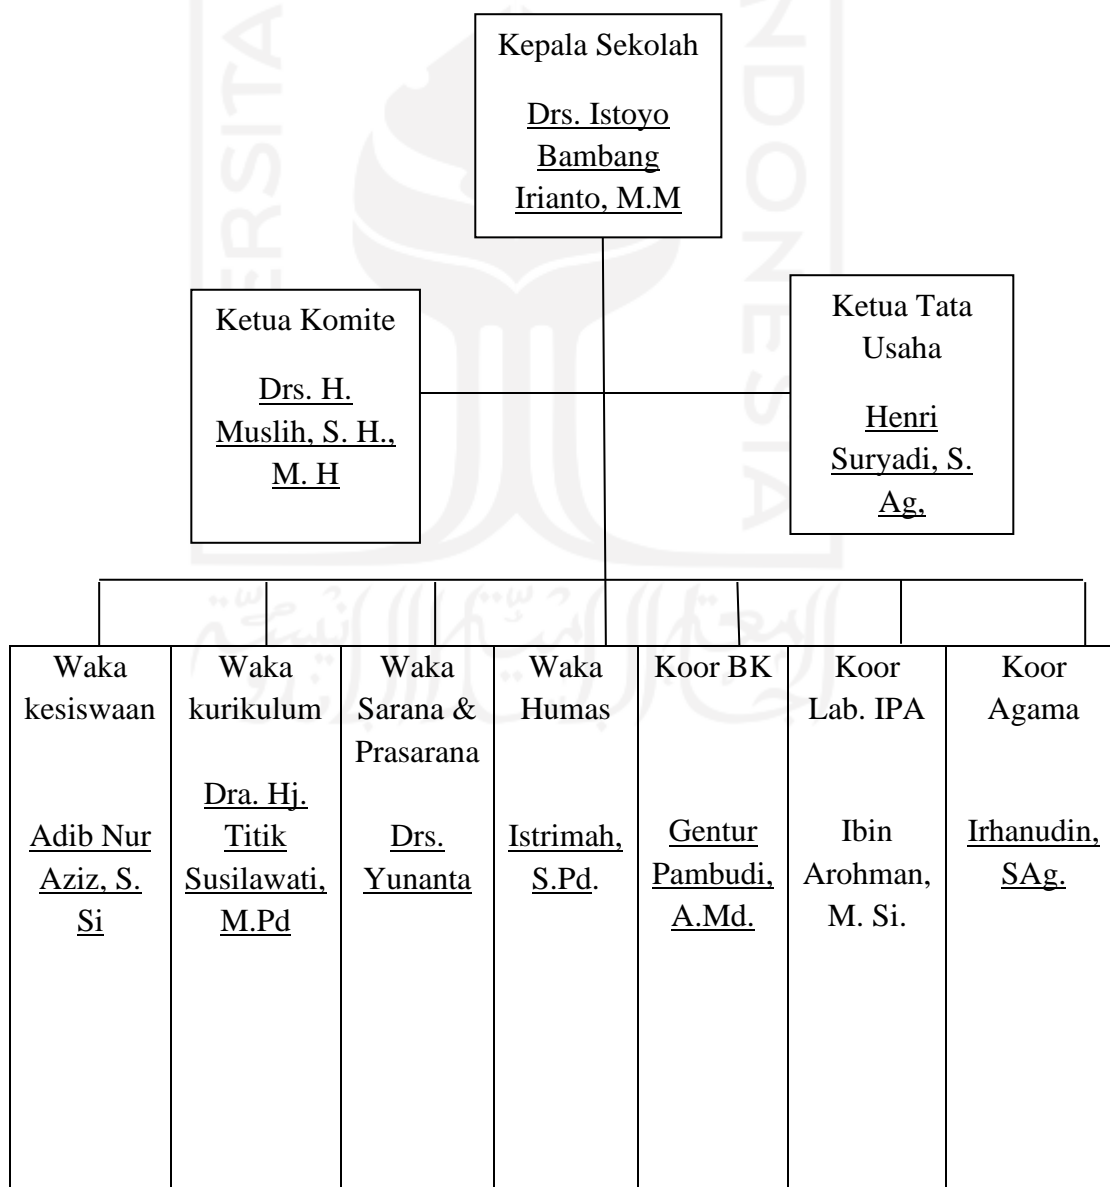 Kepala Sekolah
Drs. Istoyo
Bambang
Irianto, M.M
Ketua Komite
Drs. H.
Muslih, S. H.,
M. H
Ketua Tata
Usaha
Henri
Suryadi, S.
Ag,
Waka
kesiswaan
Adib Nur
Aziz, S.
Si
Waka
kurikulum
Dra. Hj.
Titik
Susilawati,
M.Pd
Waka
Sarana &
Prasarana
Drs.
Yunanta
Waka
Humas
Istrimah,
S.Pd.
Koor BK
Gentur
Pambudi,
A.Md.
Koor
Lab. IPA
Ibin
Arohman,
M. Si.
Koor
Agama
Irhanudin,
SAg.
ERSITA
NDONESIA